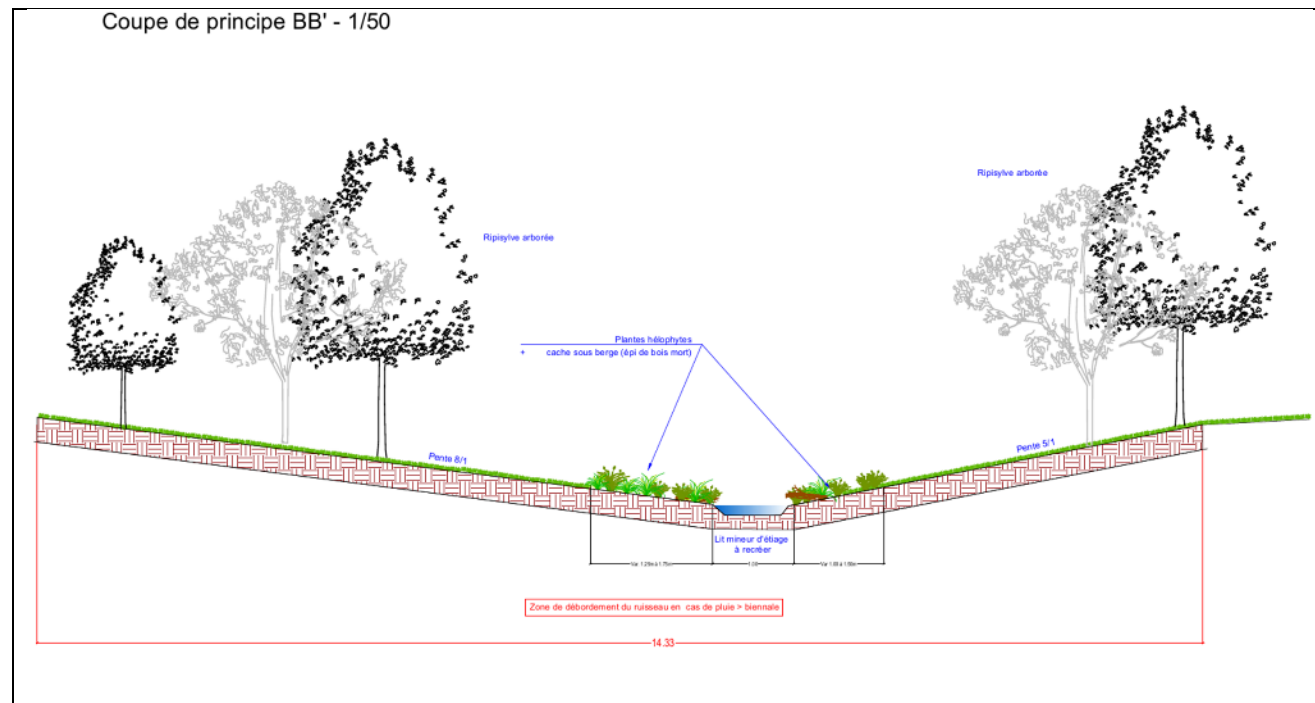 Coupe de principe BB' - 1/50
Ripisylve arborée
Ripisylve arborée
Plantes hélophytes
+ cache sous berge (épi de bois mort)
Pente 8/1
Pente 5/1
Lit mineur d'étiage
à recréer
1.00
Zone de débordement du ruisseau en cas de pluie > biennale
14.33